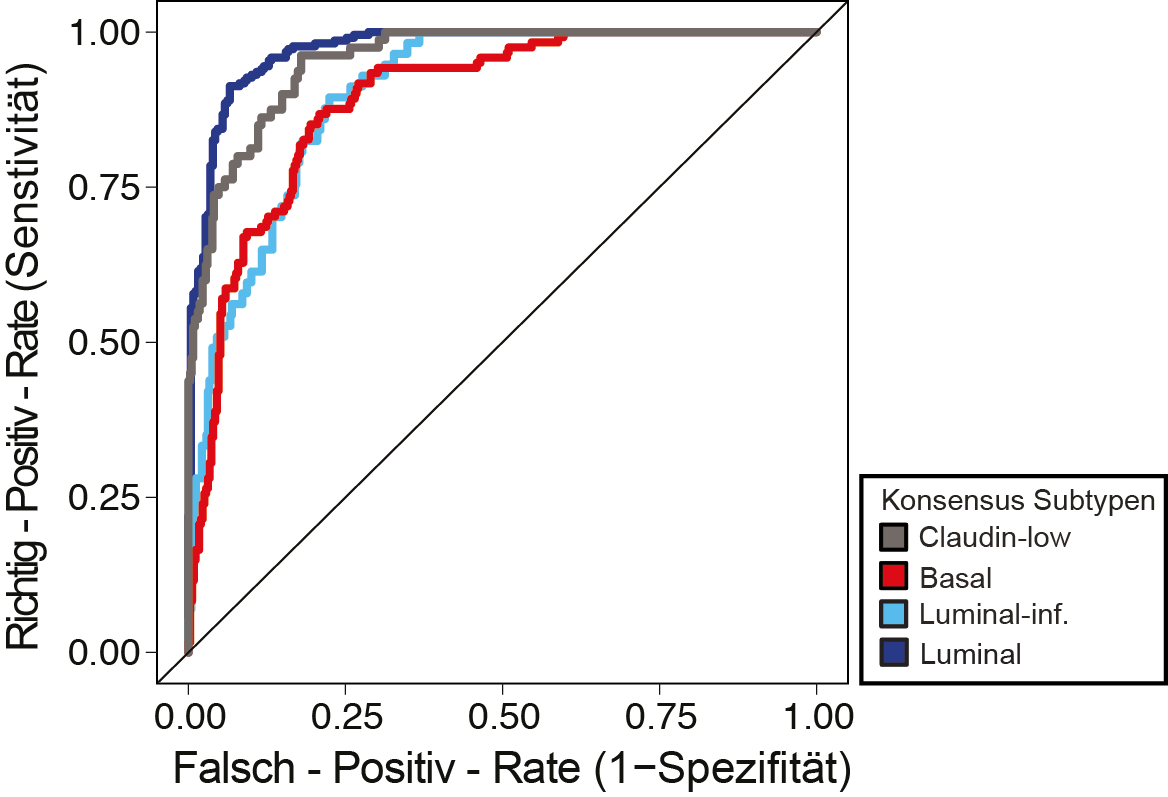 Richtig - Positiv - Rate (Senstivität)
1.00
0.75
0.50
0.25
0.00
0.00 0.25 0.50 0.75 1.00
Falsch - Positiv - Rate (1−Spezifität)
Konsensus Subtypen
Claudin-low
Basal
Luminal-inf.
Luminal